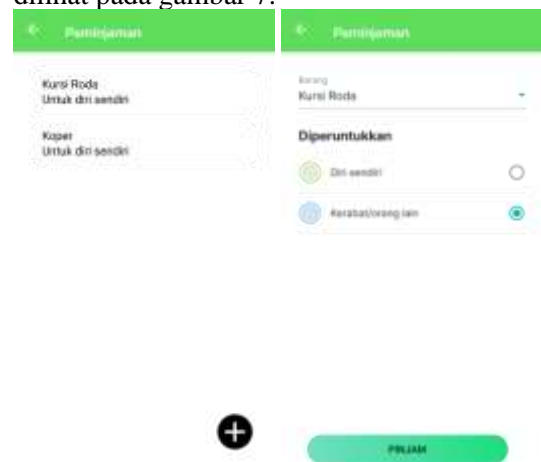 dilihat pada gambar 7.
Peminjaman
Kursi Roda
Untuk diri sendiri
Koper
Untuk diri sendiri
Peminjaman
Barang
Kursi Roda
Diperuntukkan
Diri sendiri
Kerabat/orang lain
PINJAM